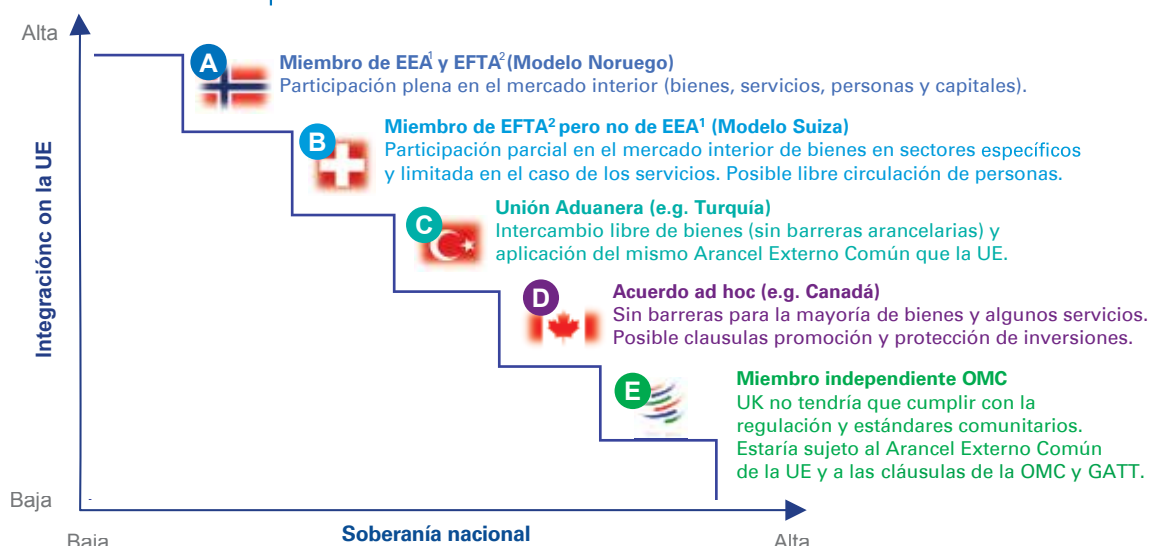 Alta
Integraciónc on la UE
A
Miembro de EEA¹ y EFTA² (Modelo Noruego)
Participación plena en el mercado interior (bienes, servicios, personas y capitales).
B
Miembro de EFTA² pero no de EEA¹ (Modelo Suiza)
Participación parcial en el mercado interior de bienes en sectores específicos
y limitada en el caso de los servicios. Posible libre circulación de personas.
C
Unión Aduanera (e.g. Turquía)
Intercambio libre de bienes (sin barreras arancelarias) y
aplicación del mismo Arancel Externo Común que la UE.
D
Acuerdo ad hoc (e.g. Canadá)
Sin barreras para la mayoría de bienes y algunos servicios.
Posible clausulas promoción y protección de inversiones.
E
Miembro independiente OMC
UK no tendría que cumplir con la
regulación y estándares comunitarios.
Estaría sujeto al Arancel Externo Común
de la UE y a las cláusulas de la OMC y GATT.
Baja
Baja
Soberanía nacional
Alta